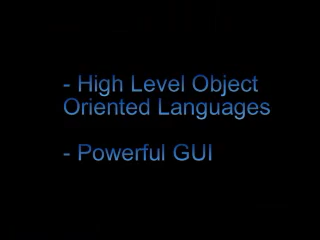 - High Level Object
Oriented Languages
- Powerful GUI